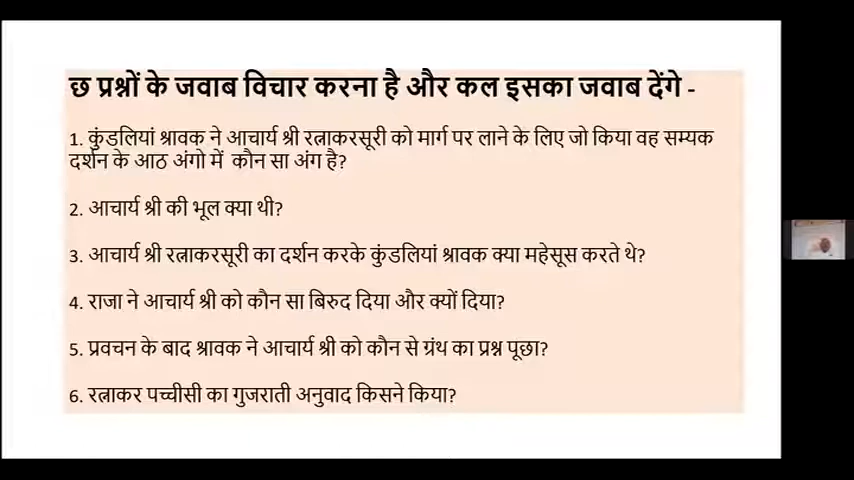 छ प्रश्नों के जवाब विचार करना है और कल इसका जवाब देंगे -
1. कुंडलियां श्रावक ने आचार्य श्री रत्नाकरसूरी को मार्ग पर लाने के लिए जो किया वह सम्यक
दर्शन के आठ अंगो में कौन सा अंग है?
2. आचार्य श्री की भूल क्या थी?
3. आचार्य श्री रत्नाकरसूरी का दर्शन करके कुंडलियां श्रावक क्या महेसूस करते थे?
4. राजा ने आचार्य श्री को कौन सा बिरुद दिया और क्यों दिया?
5. प्रवचन के बाद श्रावक ने आचार्य श्री को कौन से ग्रंथ का प्रश्न पूछा?
6. रत्नाकर पच्चीसी का गुजराती अनुवाद किसने किया?